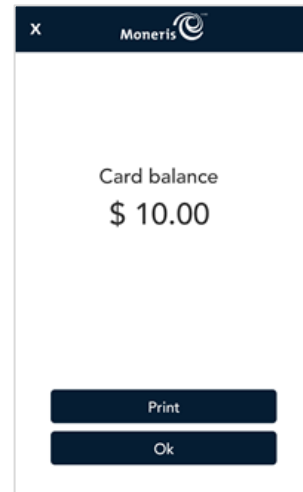 X
Moneris
Card balance
$ 10.00
Print
Ok